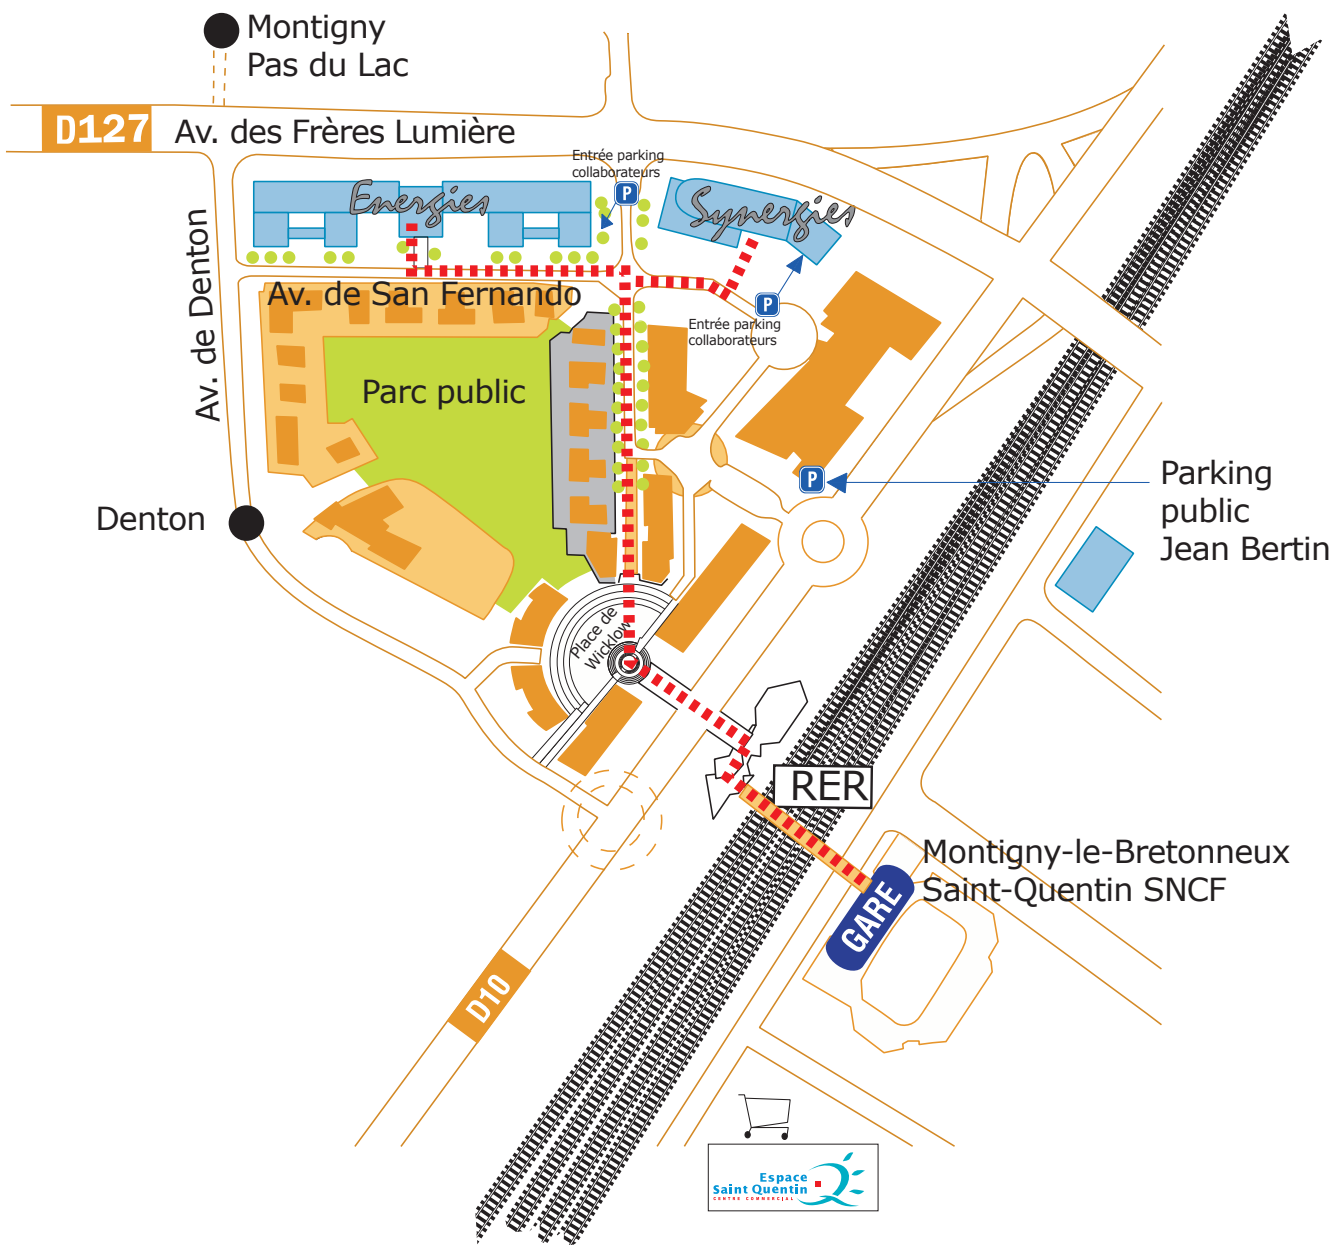 Montigny
Pas du Lac
D127
Av. des Frères Lumière
Entrée parking
collaborateurs
P
Energies
Synergies
Av. de Denton
Av. de San Fernando
P
Entrée parking
collaborateurs
Parc public
P
Parking
public
Jean Bertin
Denton
Place de
Wicklow
RER
Montigny-le-Bretonneux
Saint-Quentin SNCF
GARE
D10
Espace
Saint Quentin
CENTRE COMMERCIAL